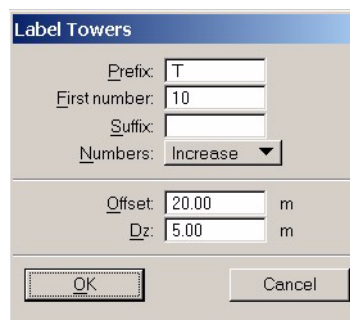 Label Towers
Prefix: T
First number: 10
Suffix:
Numbers: Increase
Offset: 20.00 m
Dz: 5.00 m
OK Cancel